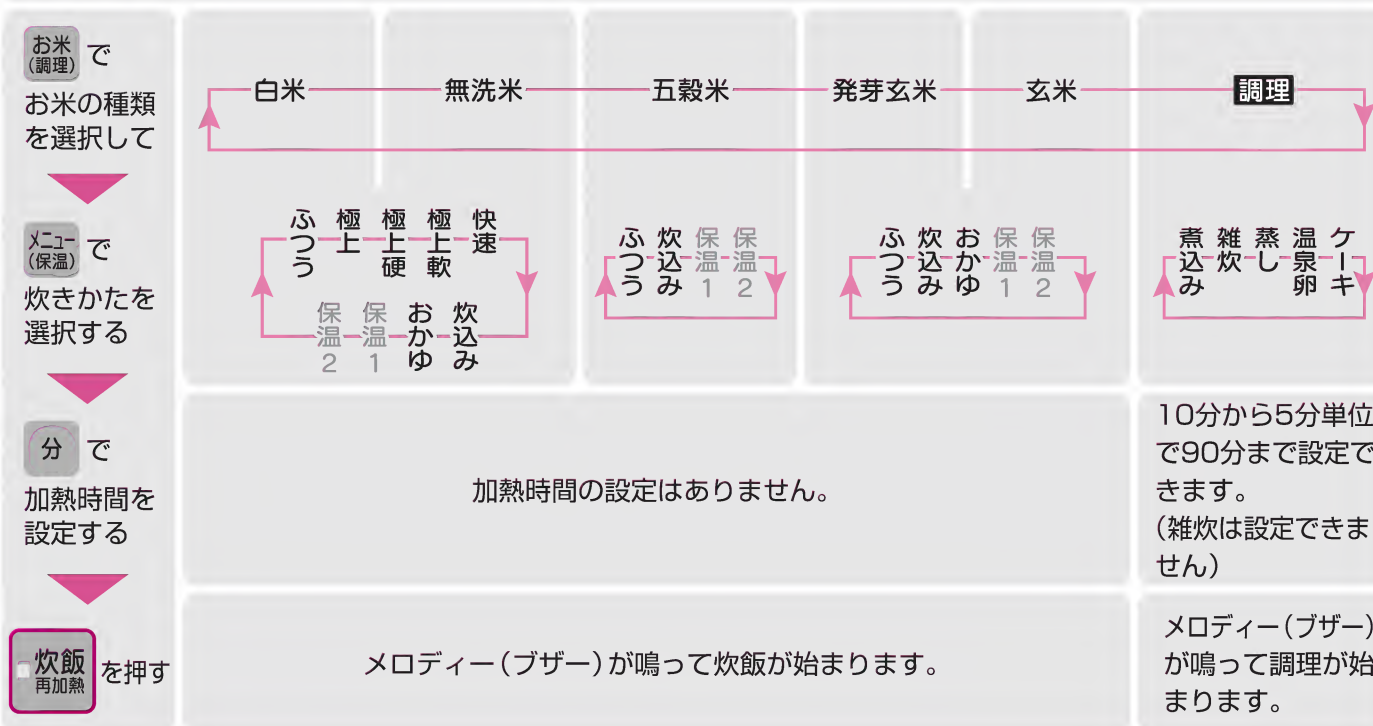 お米
(調理)
で
お米の種類
を選択して
白米
無洗米
五穀米
発芽玄米
玄米
調理
メニュー
(保温)
で
炊きかたを
選択する
ふつう
極上
極上硬
極上軟
快速
保温2
保温1
おかゆ
炊込み
ふつう
炊込み
保温1
保温2
ふつう
炊込み
おかゆ
保温1
保温2
煮込み
雑炊
蒸し
温泉卵
ケーキ
分
で
加熱時間を
設定する
加熱時間の設定はありません。
10分から5分単位
で90分まで設定で
きます。
(雑炊は設定できま
せん)
炊飯
再加熱
を押す
メロディー(ブザー)が鳴って炊飯が始まります。
メロディー(ブザー)
が鳴って調理が始
まります。